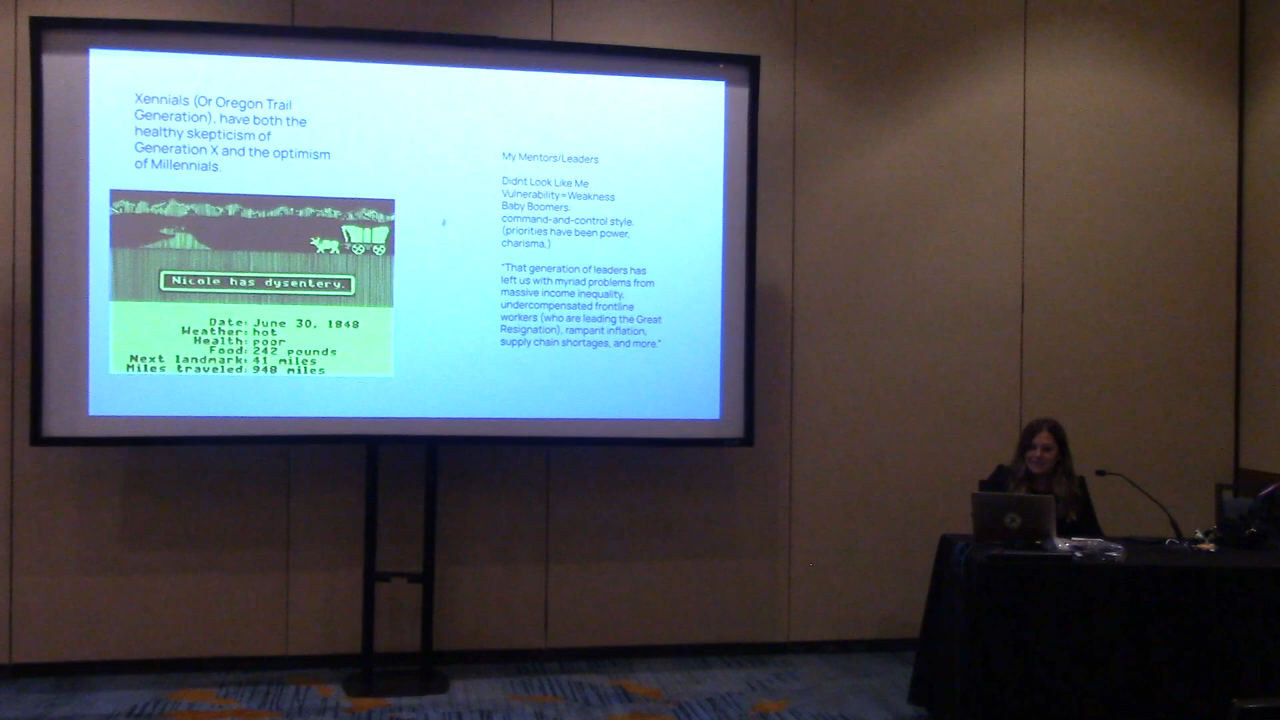 Xennials (Or Oregon Trail
Generation), have both the
healthy skepticism of
Generation X and the optimism
of Millennials.
Nicole has dysentery.
Date: June 30, 1848
Weather: hot
Health: poor
Food: 242 pounds
Next landmark: 41 miles
Miles traveled: 948 miles
My Mentors/Leaders
Didnt Look Like Me
Vulnerability=Weakness
Baby Boomers:
command-and-control style.
(priorities have been power,
charisma,)
"That generation of leaders has
left us with myriad problems from
massive income inequality,
undercompensated frontline
workers (who are leading the Great
Resignation), rampant inflation,
supply chain shortages, and more."